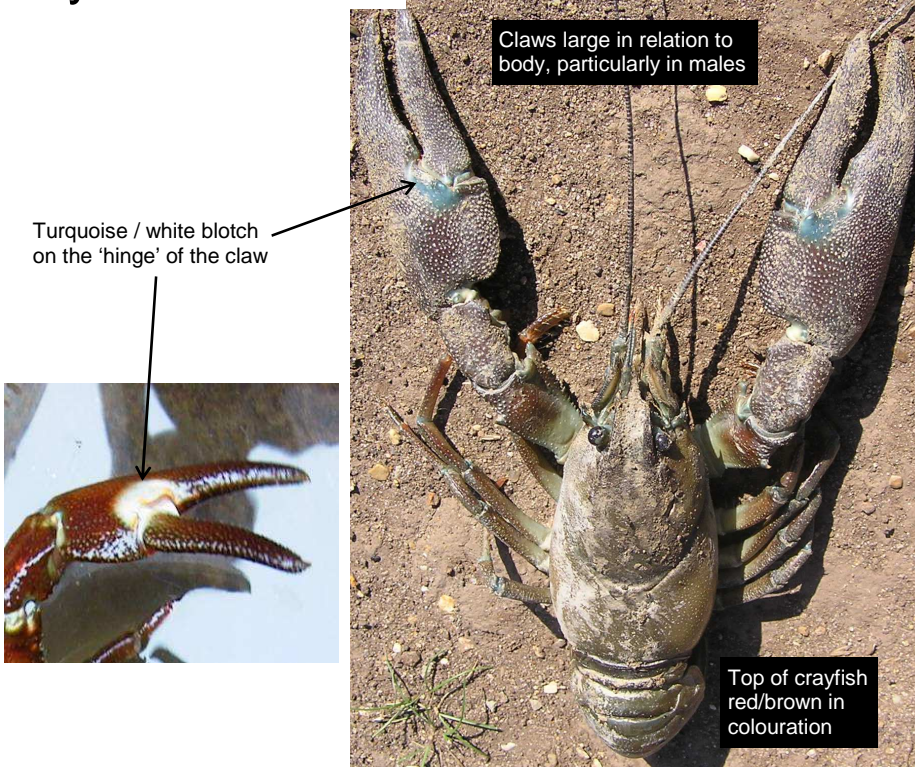 Claws large in relation to
body, particularly in males
Turquoise / white blotch
on the ‘hinge’ of the claw
Top of crayfish
red/brown in
colouration